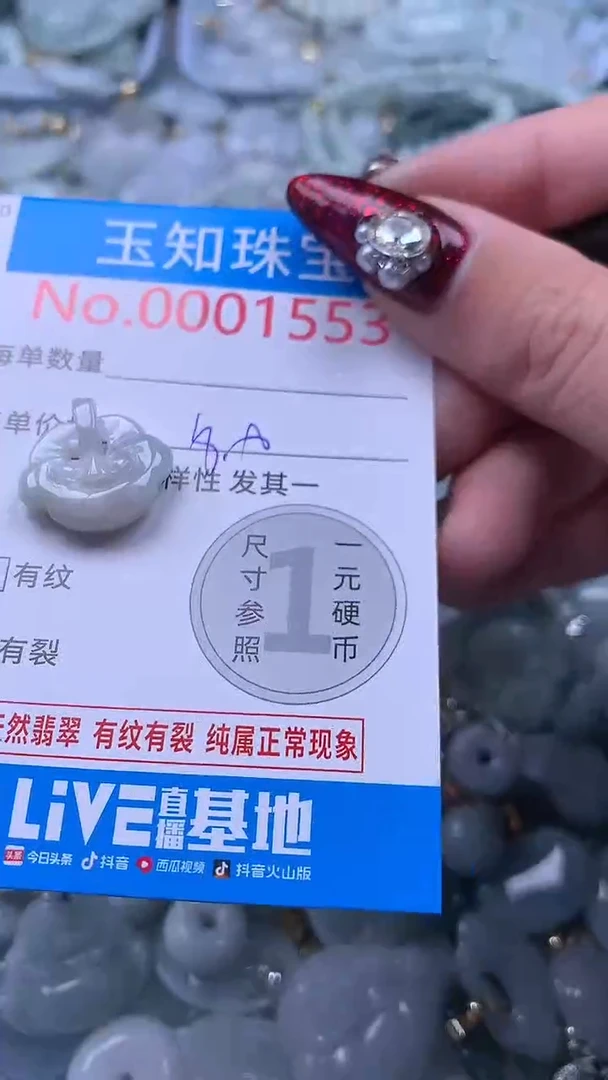 玉知珠宝
No.0001553
每单数量
单价
样性 发其一
有纹
有裂
尺寸参照
1
一元硬币
天然翡翠 有纹有裂 纯属正常现象
LiVE直播基地
头条 今日头条 抖音 西瓜视频 抖音火山版